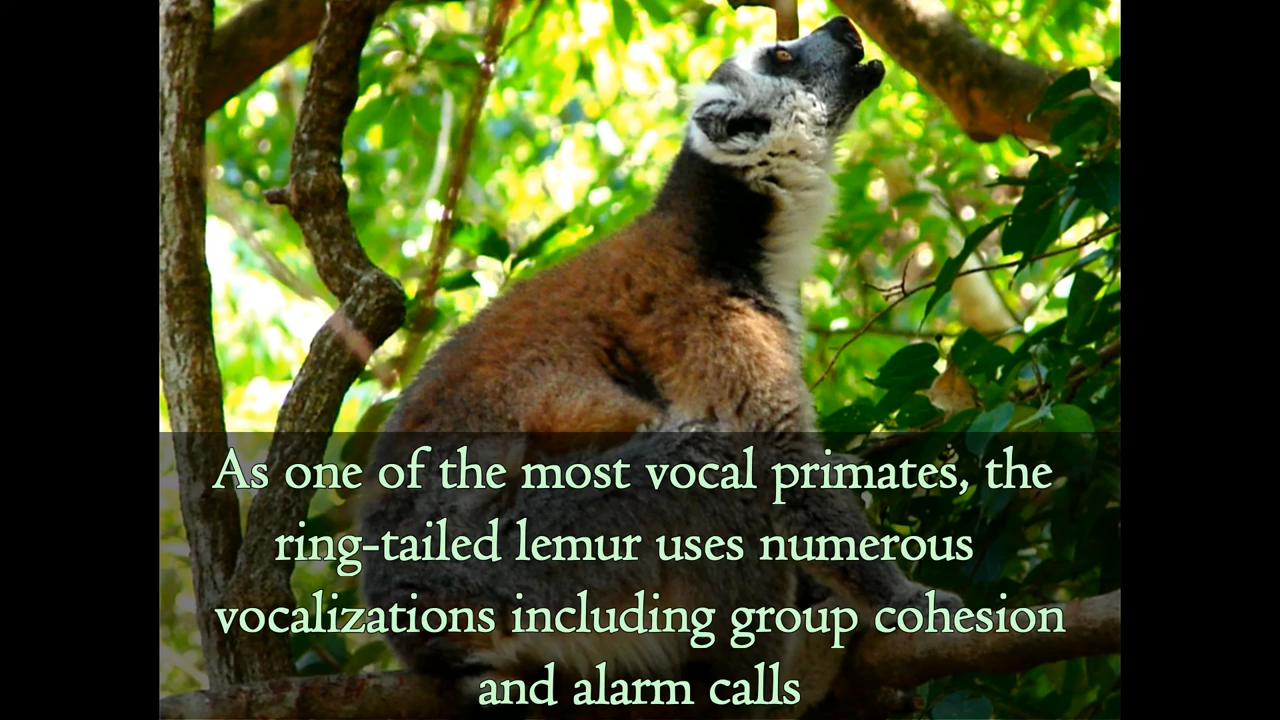 As one of the most vocal primates, the
ring-tailed lemur uses numerous
vocalizations including group cohesion
and alarm calls